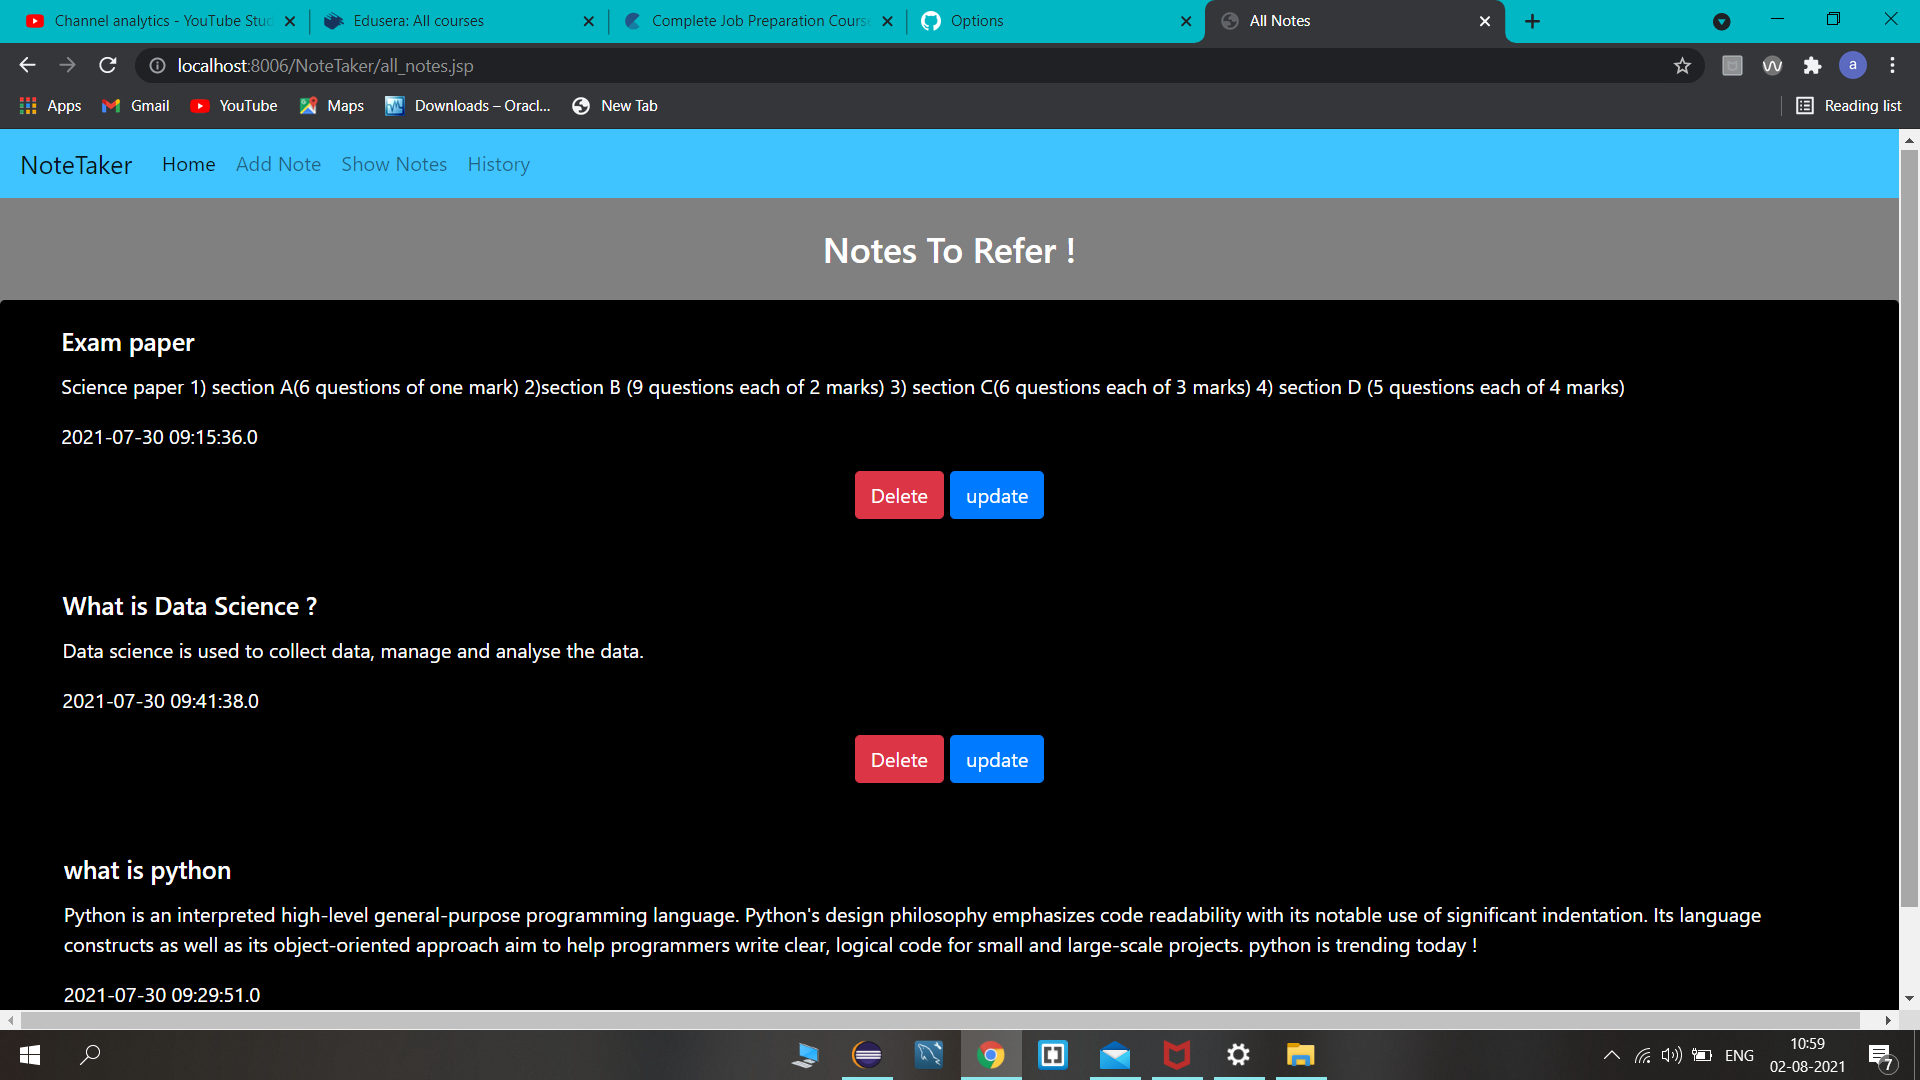 Channel analytics - YouTube Stud
Edusera: All courses
Complete Job Preparation Cours
Options
All Notes
localhost:8006/NoteTaker/all_notes.jsp
a
Apps
Gmail
YouTube
Maps
Downloads – Oracl...
New Tab
Reading list
NoteTaker
Home
Add Note
Show Notes
History
Notes To Refer !
Exam paper
Science paper 1) section A(6 questions of one mark) 2)section B (9 questions each of 2 marks) 3) section C(6 questions each of 3 marks) 4) section D (5 questions each of 4 marks)
2021-07-30 09:15:36.0
Delete update
What is Data Science ?
Data science is used to collect data, manage and analyse the data.
2021-07-30 09:41:38.0
Delete update
what is python
Python is an interpreted high-level general-purpose programming language. Python's design philosophy emphasizes code readability with its notable use of significant indentation. Its language
constructs as well as its object-oriented approach aim to help programmers write clear, logical code for small and large-scale projects. python is trending today !
2021-07-30 09:29:51.0
ENG
10:59
02-08-2021
7